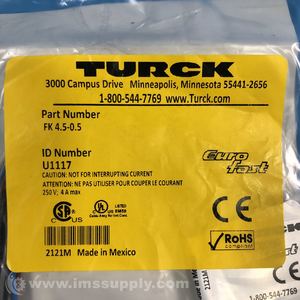 TURCK
3000 Campus Drive Minneapolis, Minnesota 55441-2656
1-800-544-7769 www.Turck.com
Part Number
FK 4.5-0.5
ID Number
U1117
Euro fast
CAUTION: NOT FOR INTERRUPTING CURRENT
ATTENTION: NE PAS UTILISER POUR COUPER LE COURANT
250 V; 4 A max
LISTED
CE
RoHS
compliant
2121M Made in Mexico
© www.imssupply.com